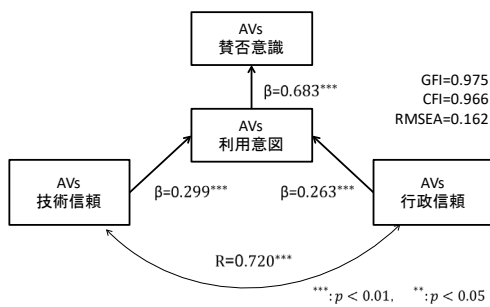 AVs
賛否意識
GFI=0.975
CFI=0.966
RMSEA=0.162
β=0.683***
AVs
利用意図
AVs
技術信頼
β=0.299***
β=0.263***
AVs
行政信頼
R=0.720***
***: p < 0.01, **: p < 0.05